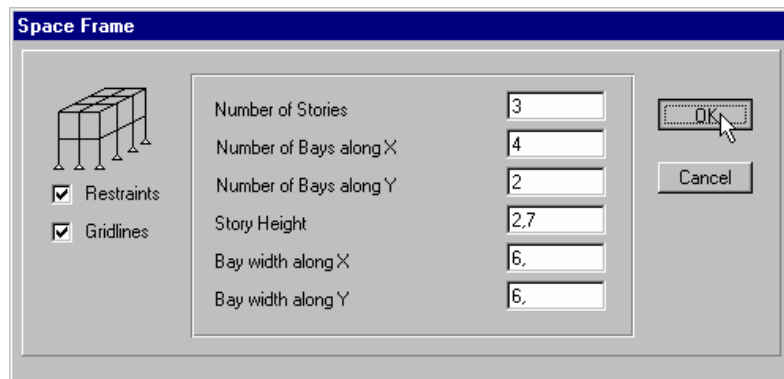 Space Frame
Restraints
Gridlines
Number of Stories 3
Number of Bays along X 4
Number of Bays along Y 2
Story Height 2,7
Bay width along X 6,
Bay width along Y 6,
OK
Cancel